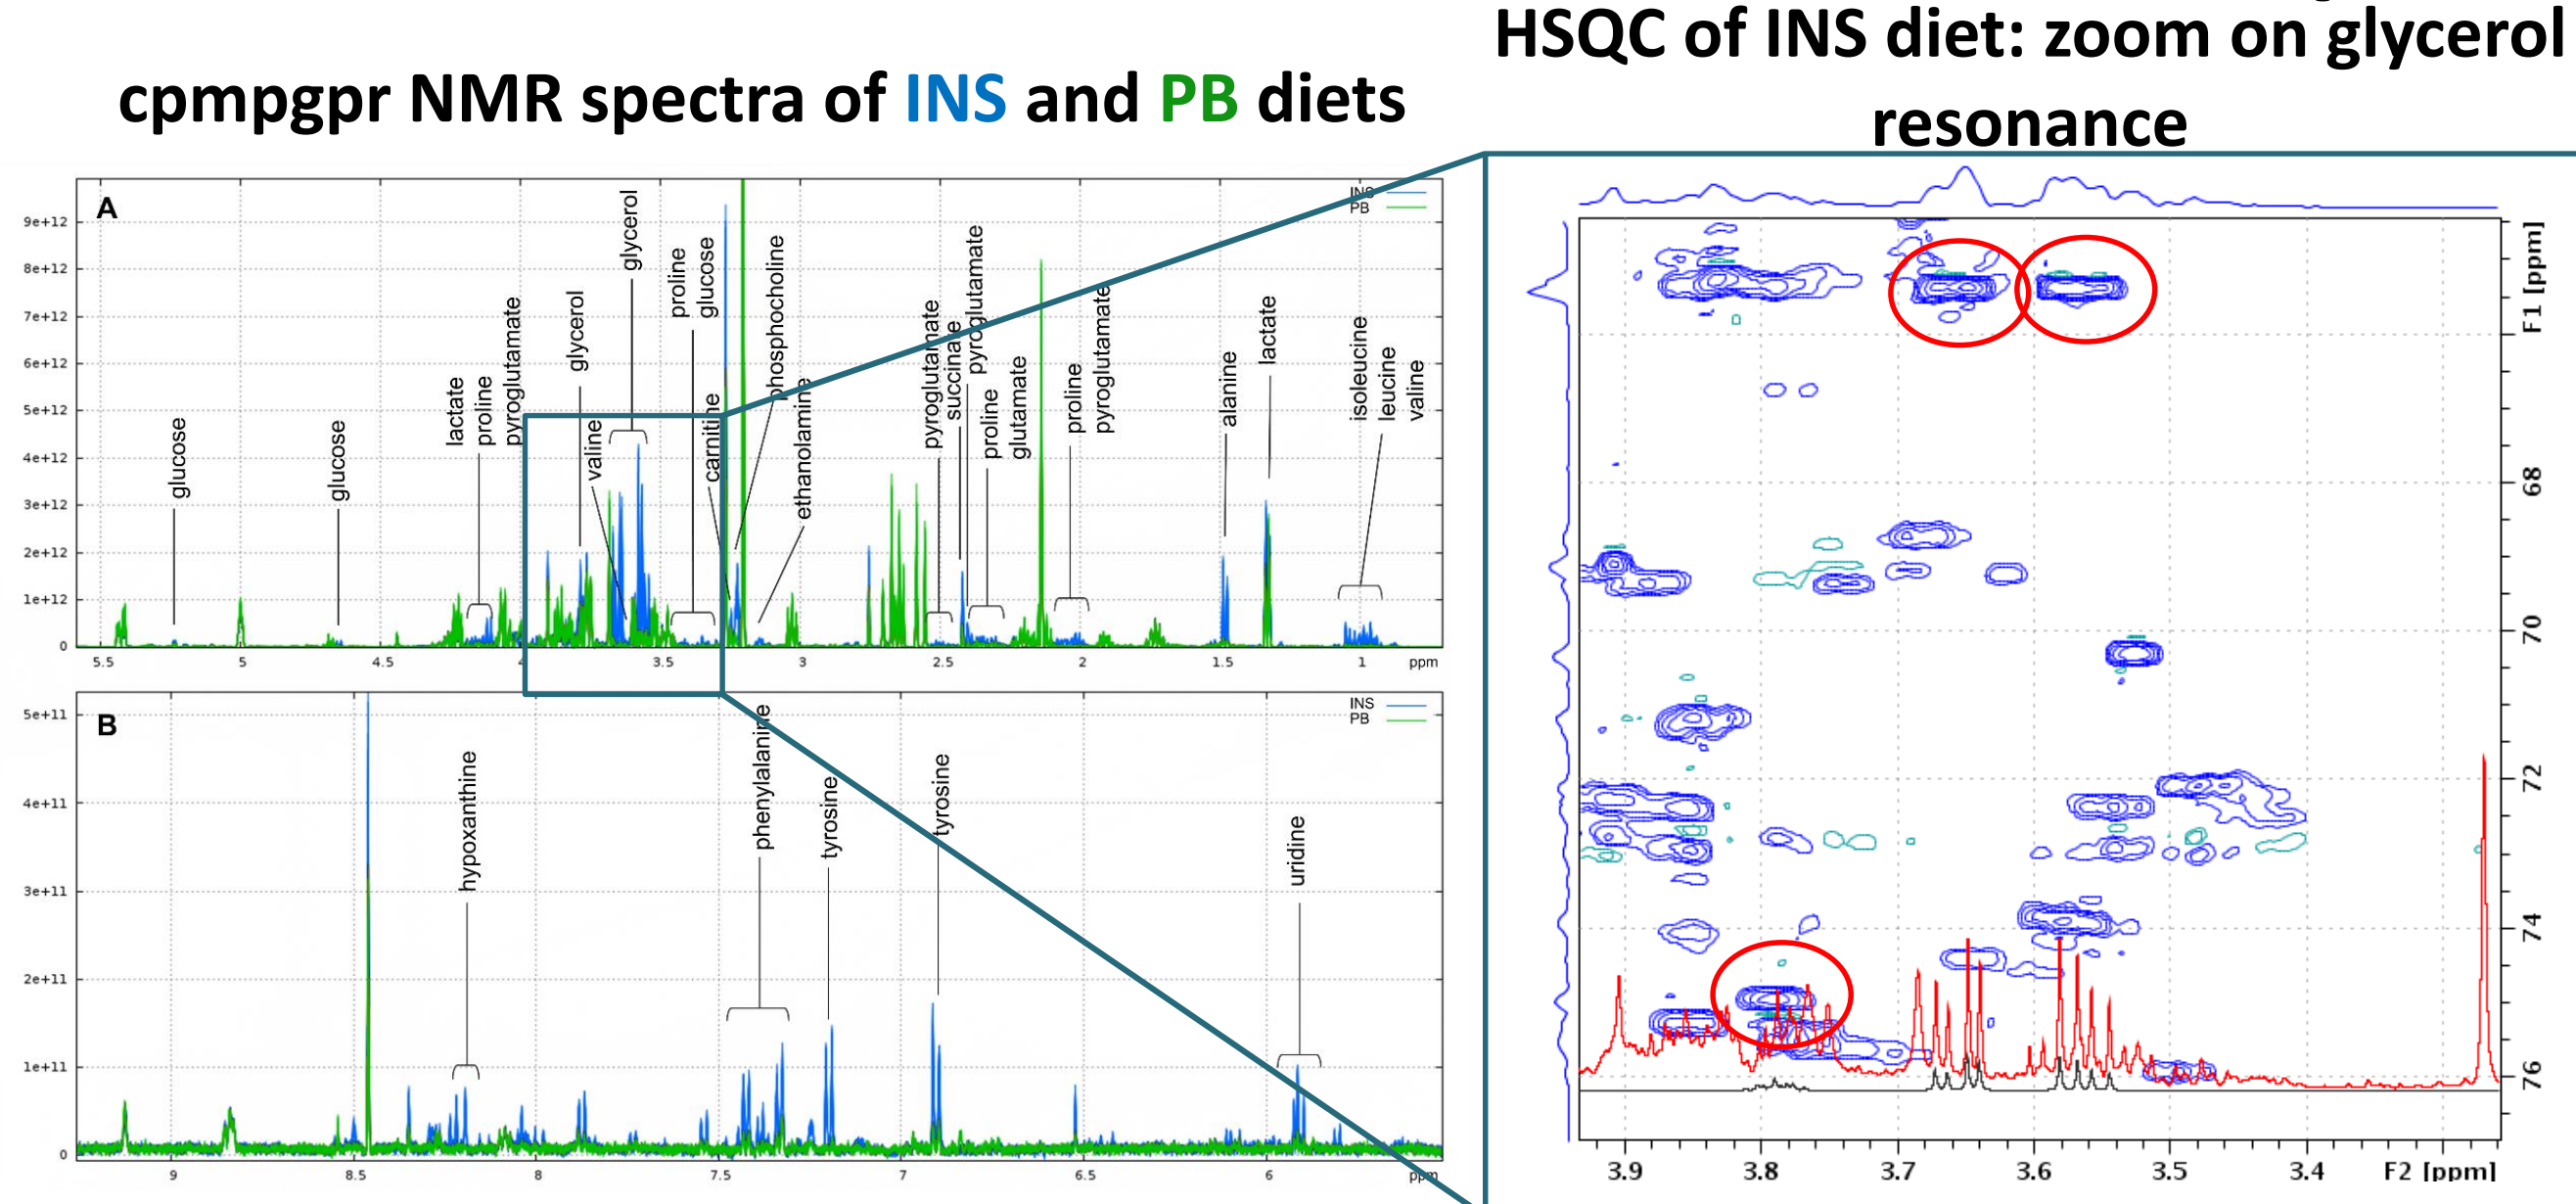 cpmpgpr NMR spectra of INS and PB diets
HSQC of INS diet: zoom on glycerol
resonance
A
INS
PB
9e+12
8e+12
7e+12
6e+12
5e+12
4e+12
3e+12
2e+12
1e+12
0
glucose
glucose
lactate
proline
pyroglutamate
glycerol
valine
glycerol
proline
glucose
carnitine
phosphocholine
ethanolamine
pyroglutamate
succinate
pyroglutamate
proline
glutamate
proline
pyroglutamate
alanine
lactate
isoleucine
leucine
valine
5.5
5
4.5
4
3.5
3
2.5
2
1.5
1
ppm
B
INS
PB
5e+11
4e+11
3e+11
2e+11
1e+11
0
hypoxanthine
phenylalanine
tyrosine
tyrosine
uridine
9
8.5
8
7.5
7
6.5
6
ppm
F1 [ppm]
68
70
72
74
76
3.9
3.8
3.7
3.6
3.5
3.4
F2 [ppm]